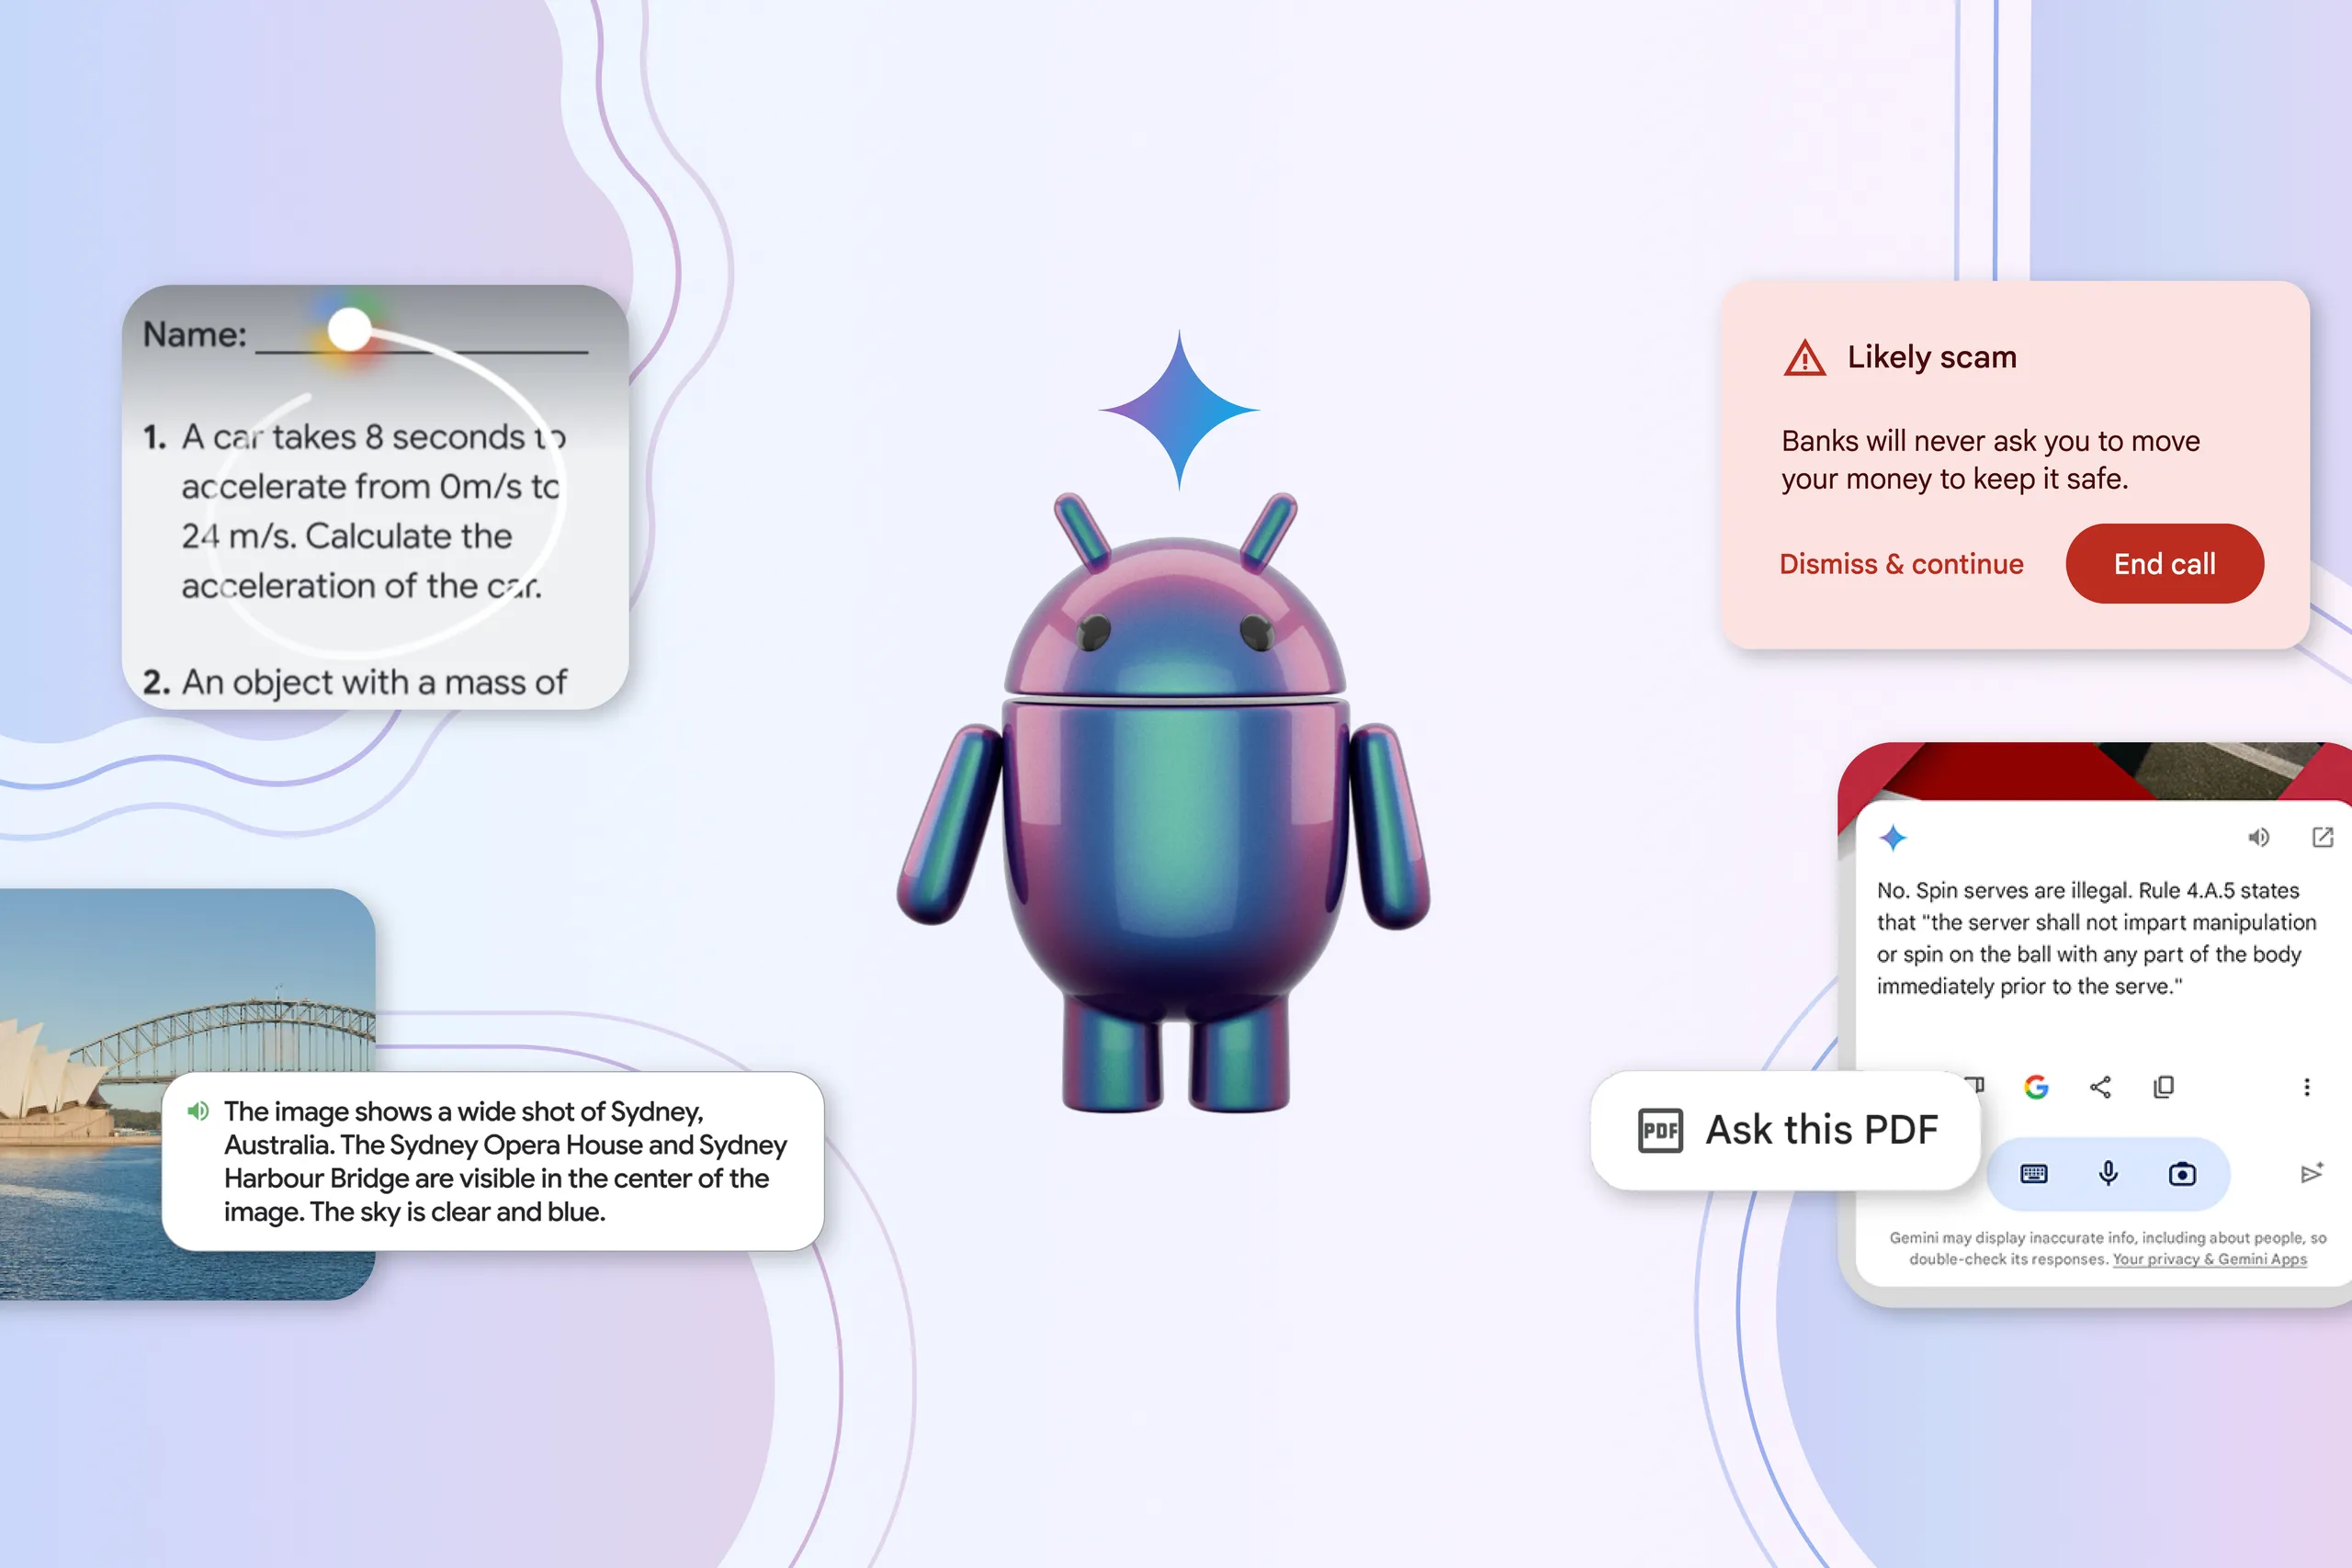 Name:
1. A car takes 8 seconds to
accelerate from 0m/s to
24 m/s. Calculate the
acceleration of the car.
2. An object with a mass of
The image shows a wide shot of Sydney,
Australia. The Sydney Opera House and Sydney
Harbour Bridge are visible in the center of the
image. The sky is clear and blue.
Likely scam
Banks will never ask you to move
your money to keep it safe.
Dismiss & continue
End call
No. Spin serves are illegal. Rule 4.A.5 states
that "the server shall not impart manipulation
or spin on the ball with any part of the body
immediately prior to the serve."
PDF
Ask this PDF
Gemini may display inaccurate info, including about people, so
double-check its responses. Your privacy & Gemini Apps